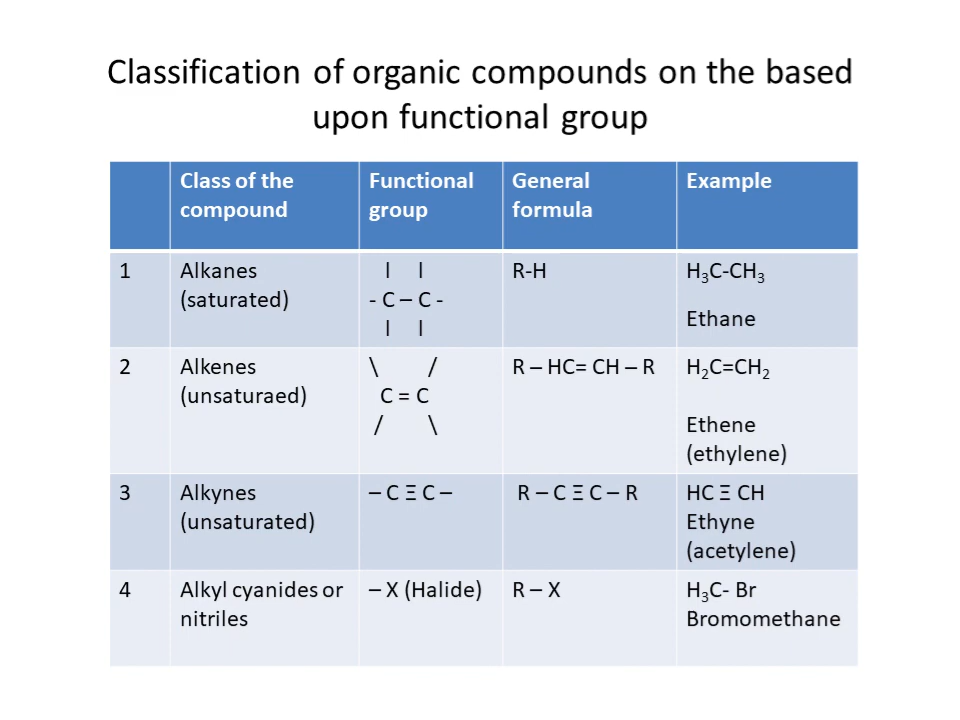 Classification of organic compounds on the based
upon functional group
Class of the compound | Functional group | General formula | Example
1 | Alkanes (saturated) | | | - C – C - | | | R-H | H₃C-CH₃ Ethane
2 | Alkenes (unsaturaed) | \ / C = C / \ | R – HC= CH – R | H₂C=CH₂ Ethene (ethylene)
3 | Alkynes (unsaturated) | – C Ξ C – | R – C Ξ C – R | HC Ξ CH Ethyne (acetylene)
4 | Alkyl cyanides or nitriles | – X (Halide) | R – X | H₃C- Br Bromomethane